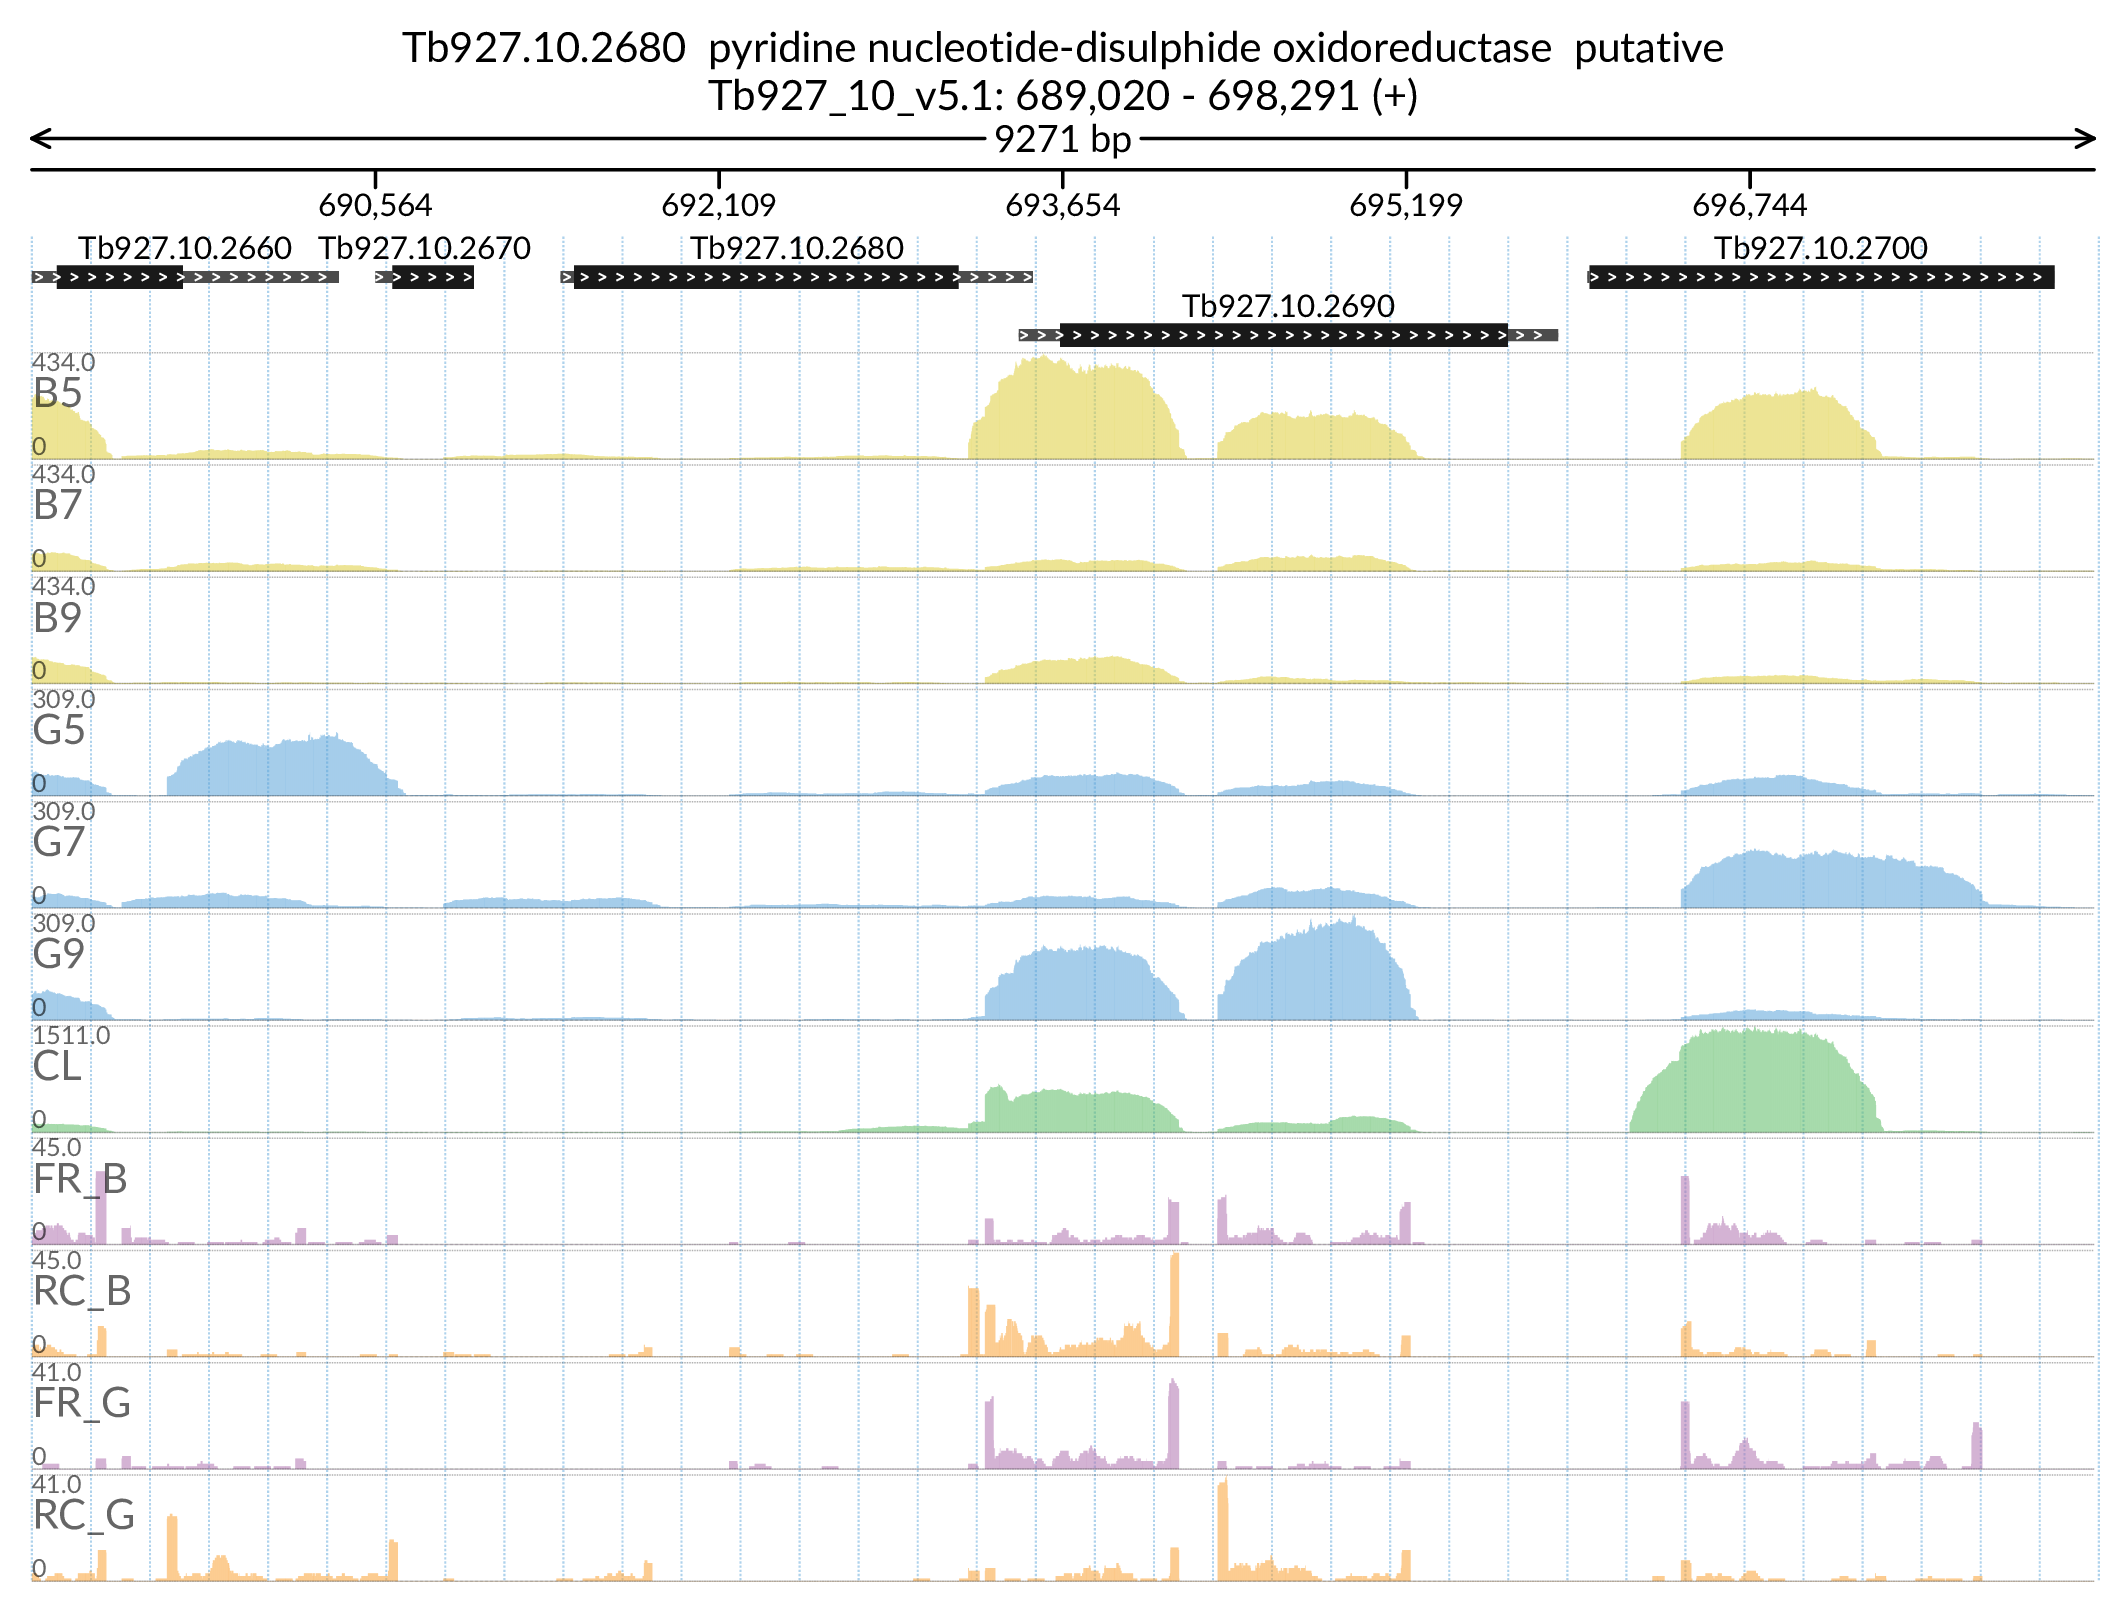 Tb927.10.2680  pyridine nucleotide-disulphide oxidoreductase  putative
Tb927_10_v5.1: 689,020 - 698,291 (+)
9271 bp
690,564 692,109 693,654 695,199 696,744
Tb927.10.2660 Tb927.10.2670 Tb927.10.2680 Tb927.10.2700
Tb927.10.2690
434.0
B5
0
434.0
B7
0
434.0
B9
0
309.0
G5
0
309.0
G7
0
309.0
G9
0
1511.0
CL
0
45.0
FR_B
0
45.0
RC_B
0
41.0
FR_G
0
41.0
RC_G
0